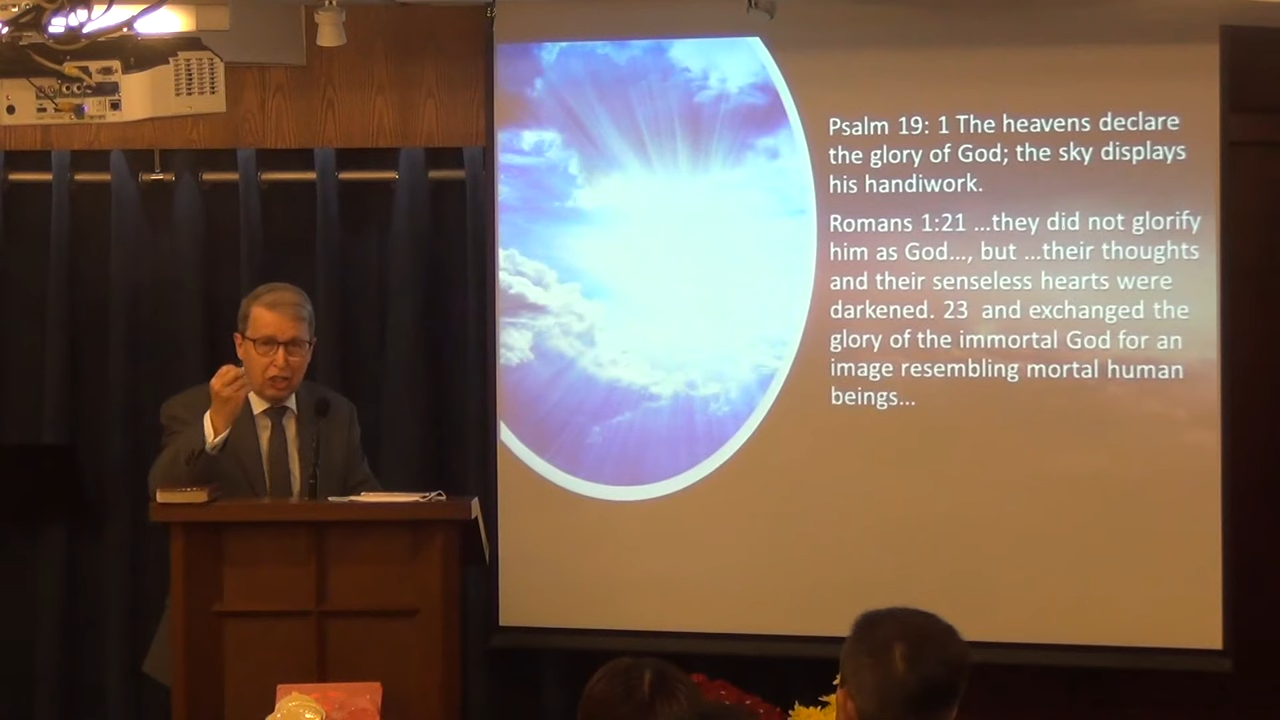 Psalm 19: 1 The heavens declare
the glory of God; the sky displays
his handiwork.
Romans 1:21 ...they did not glorify
him as God..., but ...their thoughts
and their senseless hearts were
darkened. 23 and exchanged the
glory of the immortal God for an
image resembling mortal human
beings...